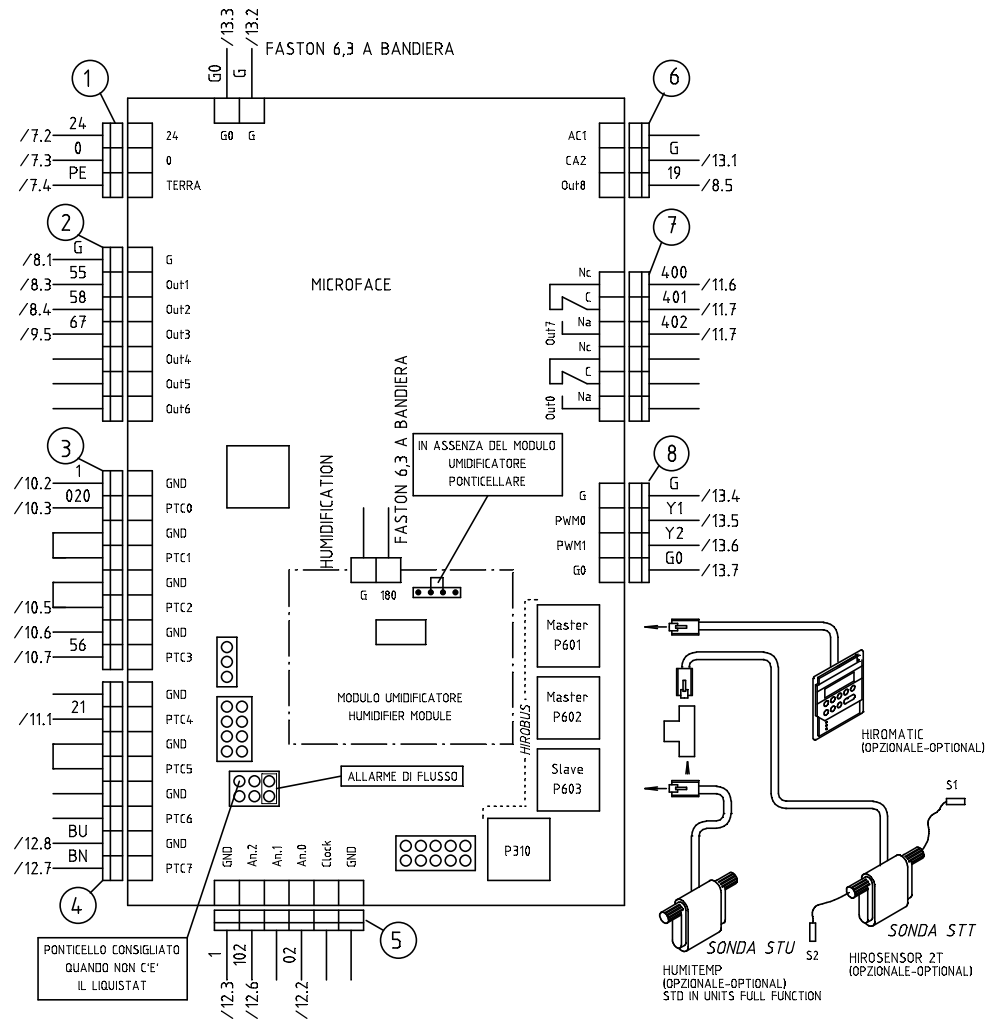 /13.3
/13.2
FASTON 6,3 A BANDIERA
G0
G
1
6
24
/7.2
0
/7.3
PE
/7.4
24
0
TERRA
G0 G
AC1
CA2
Out8
G
/13.1
19
/8.5
2
7
G
/8.1
55
/8.3
58
/8.4
67
/9.5
G
Out1
Out2
Out3
Out4
Out5
Out6
MICROFACE
Nc
C
Na
Out7
Nc
C
Na
Out0
400
/11.6
401
/11.7
402
/11.7
3
8
1
/10.2
020
/10.3
/10.5
/10.6
56
/10.7
GND
PTC0
GND
PTC1
GND
PTC2
GND
PTC3
HUMIDIFICATION
FASTON 6,3 A BANDIERA
IN ASSENZA DEL MODULO
UMIDIFICATORE
PONTICELLARE
G
PWM0
PWM1
G0
G
/13.4
Y1
/13.5
Y2
/13.6
G0
/13.7
G 180
MODULO UMIDIFICATORE
HUMIDIFIER MODULE
HIROBUS
Master
P601
Master
P602
Slave
P603
P310
21
/11.1
BU
/12.8
BN
/12.7
GND
PTC4
GND
PTC5
GND
PTC6
GND
PTC7
4
ALLARME DI FLUSSO
GND
An.2
An.1
An.0
Clock
GND
5
1
102
02
/12.3
/12.6
/12.2
PONTICELLO CONSIGLIATO
QUANDO NON C'E'
IL LIQUISTAT
HIROMATIC
(OPZIONALE-OPTIONAL)
S1
S2
SONDA STU
HUMITEMP
(OPZIONALE-OPTIONAL)
STD IN UNITS FULL FUNCTION
SONDA STT
HIROSENSOR 2T
(OPZIONALE-OPTIONAL)